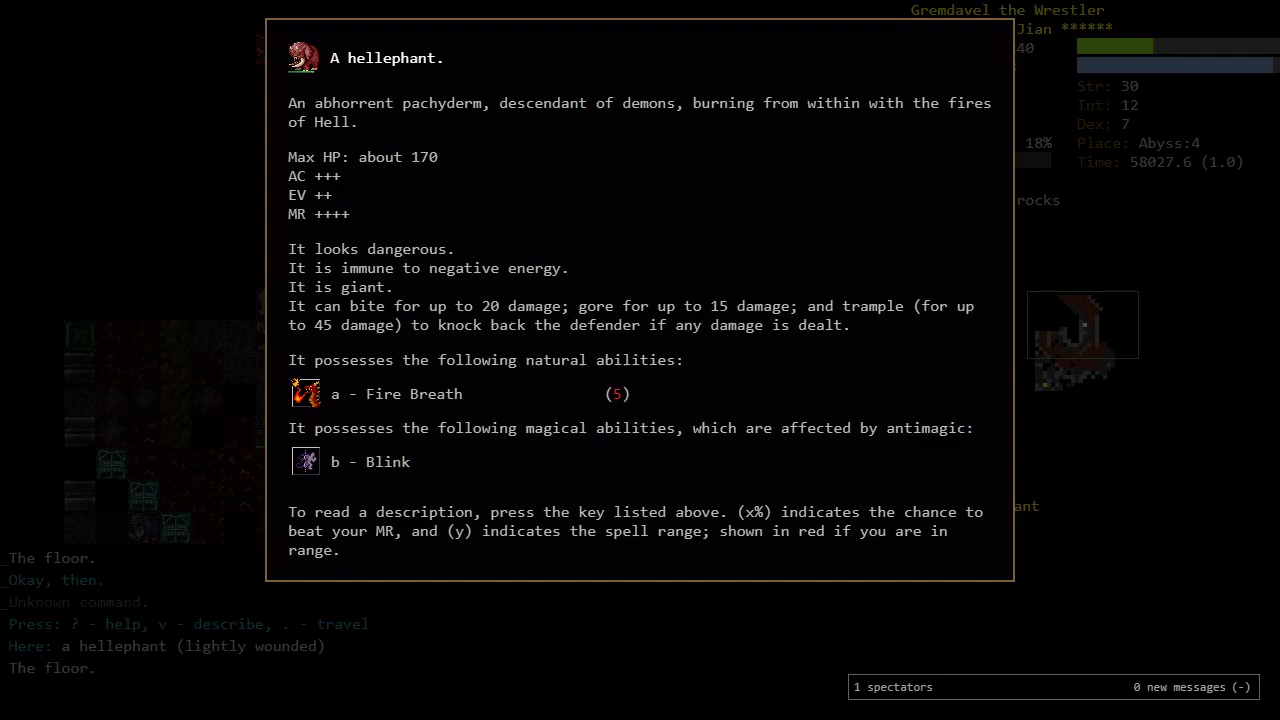 Gremdavel the Wrestler
Jian ******
A hellephant.
40
Str: 30
An abhorrent pachyderm, descendant of demons, burning from within with the fires
of Hell.
Int: 12
Dex: 7
18% Place: Abyss:4
Max HP: about 170
Time: 58027.6 (1.0)
AC +++
EV ++
rocks
MR ++++
It looks dangerous.
It is immune to negative energy.
It is giant.
It can bite for up to 20 damage; gore for up to 15 damage; and trample (for up
to 45 damage) to knock back the defender if any damage is dealt.
It possesses the following natural abilities:
a - Fire Breath (5)
It possesses the following magical abilities, which are affected by antimagic:
b - Blink
To read a description, press the key listed above. (x%) indicates the chance to
beat your MR, and (y) indicates the spell range; shown in red if you are in
range.
ant
_The floor.
_Okay, then.
_Unknown command.
Press: ? - help, v - describe, . - travel
Here: a hellephant (lightly wounded)
The floor.
1 spectators 0 new messages (-)